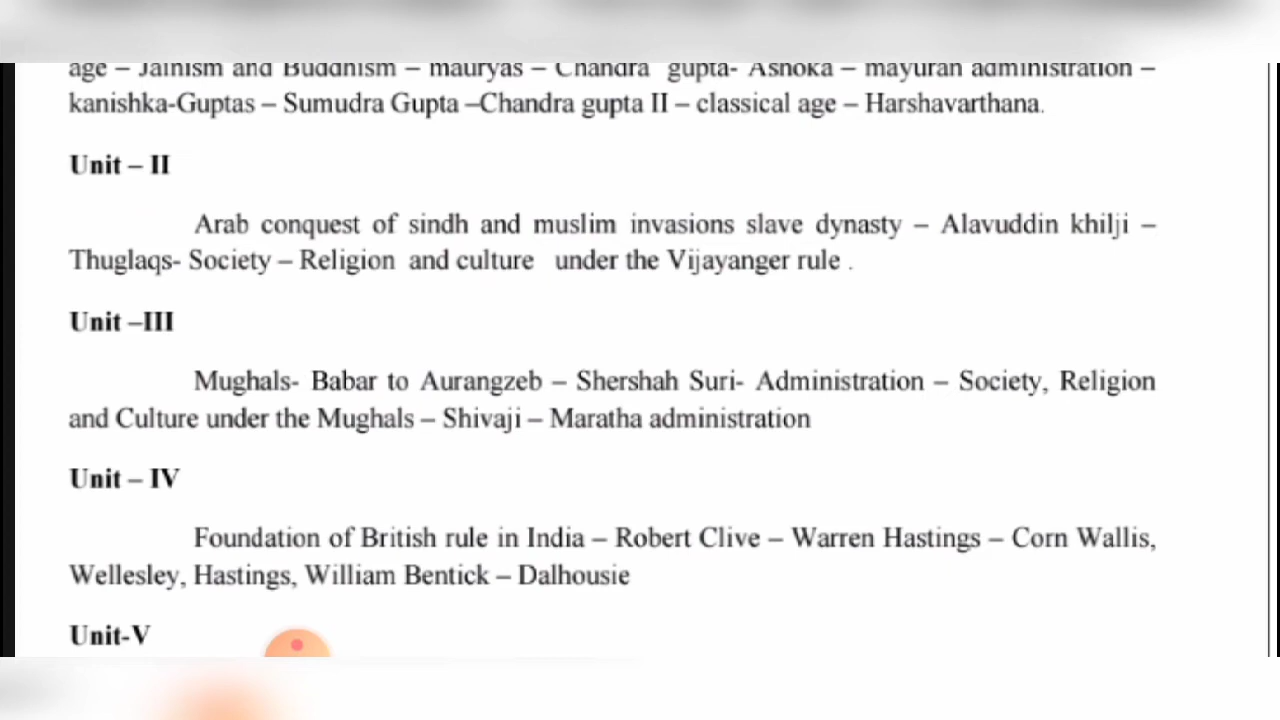 age – Jainism and Buddhism – mauryas – Chandra gupta- Ashoka – mayuran administration –
kanishka-Guptas – Sumudra Gupta –Chandra gupta II – classical age – Harshavarthana.
Unit – II
Arab conquest of sindh and muslim invasions slave dynasty – Alavuddin khilji –
Thuglaqs- Society – Religion and culture under the Vijayanger rule .
Unit –III
Mughals- Babar to Aurangzeb – Shershah Suri- Administration – Society, Religion
and Culture under the Mughals – Shivaji – Maratha administration
Unit – IV
Foundation of British rule in India – Robert Clive – Warren Hastings – Corn Wallis,
Wellesley, Hastings, William Bentick – Dalhousie
Unit-V